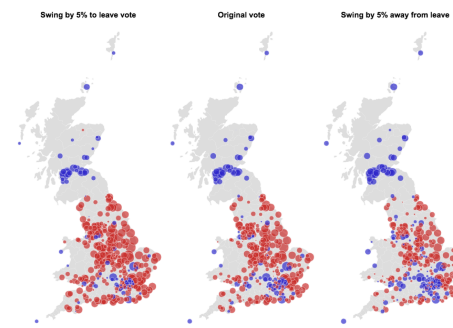 Swing by 5% to leave vote
Original vote
Swing by 5% away from leave